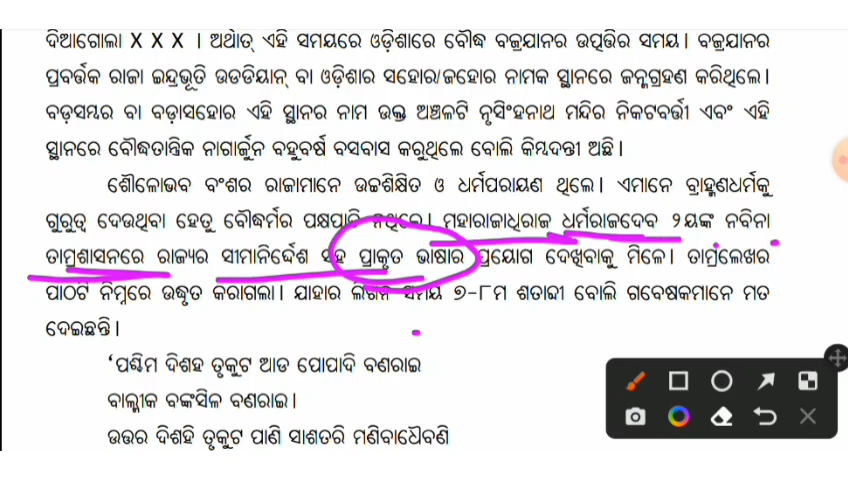 ଦିଆଗୋଲା X X X । ଅର୍ଥାତ୍ ଏହି ସମୟରେ ଓଡ଼ିଶାରେ ବୌଦ୍ଧ ବଜ୍ରଯାନର ଉତ୍ପତ୍ତିର ସମୟ। ବଜ୍ରଯାନର
ପ୍ରବର୍ତ୍ତକ ରାଜା ଇନ୍ଦ୍ରଭୂତି ଉଡଡିୟାନ୍ ବା ଓଡ଼ିଶାର ସହୋର/ଜହୋର ନାମକ ସ୍ଥାନରେ ଜନ୍ମଗ୍ରହଣ କରିଥିଲେ।
ବଡ଼ସମ୍ଭର ବା ବଡ଼ାସହୋର ଏହି ସ୍ଥାନର ନାମ ଉକ୍ତ ଅଞ୍ଚଳଟି ନୃସିଂହନାଥ ମନ୍ଦିର ନିକଟବର୍ତ୍ତୀ ଏବଂ ଏହି
ସ୍ଥାନରେ ବୌଦ୍ଧତାନ୍ତ୍ରିକ ନାଗାର୍ଜୁନ ବହୁବର୍ଷ ବସବାସ କରୁଥିଲେ ବୋଲି କିମ୍ବଦନ୍ତୀ ଅଛି।
ଶୈଳୋଭବ ବଂଶର ରାଜାମାନେ ଉଚ୍ଚଶିକ୍ଷିତ ଓ ଧର୍ମପରାୟଣ ଥିଲେ। ଏମାନେ ବ୍ରାହ୍ମଣଧର୍ମକୁ
ଗୁରୁତ୍ୱ ଦେଉଥିବା ହେତୁ ବୌଦ୍ଧର୍ମର ପକ୍ଷପାତି ନଥିଲେ। ମହାରାଜାଧିରାଜ ଧର୍ମରାଜଦେବ ୨ୟଙ୍କ ନବିନା
ତାମ୍ରଶାସନରେ ରାଜ୍ୟର ସୀମାନିର୍ଦ୍ଦେଶ ସହ ପ୍ରାକୃତ ଭାଷାର ପ୍ରୟୋଗ ଦେଖିବାକୁ ମିଳେ। ତାମ୍ରଲେଖର
ପାଠଟି ନିମ୍ନରେ ଉଦ୍ଧୃତ କରାଗଲା। ଯାହାର ଲିଖନ ସମୟ ୭-୮ମ ଶତାବ୍ଦୀ ବୋଲି ଗବେଷକମାନେ ମତ
ଦେଇଛନ୍ତି।
‘ପଶ୍ଚିମ ଦିଶହ ତୃକୁଟ ଆଡ ପୋପାଦି ବଣରାଇ
ବାଲ୍ମୀକ ବଙ୍କସିଳ ବଣରାଇ।
ଉତ୍ତର ଦିଶହି ତୃକୁଟ ପାଣି ସାଶତରି ମଣିବାଧୈବଣି